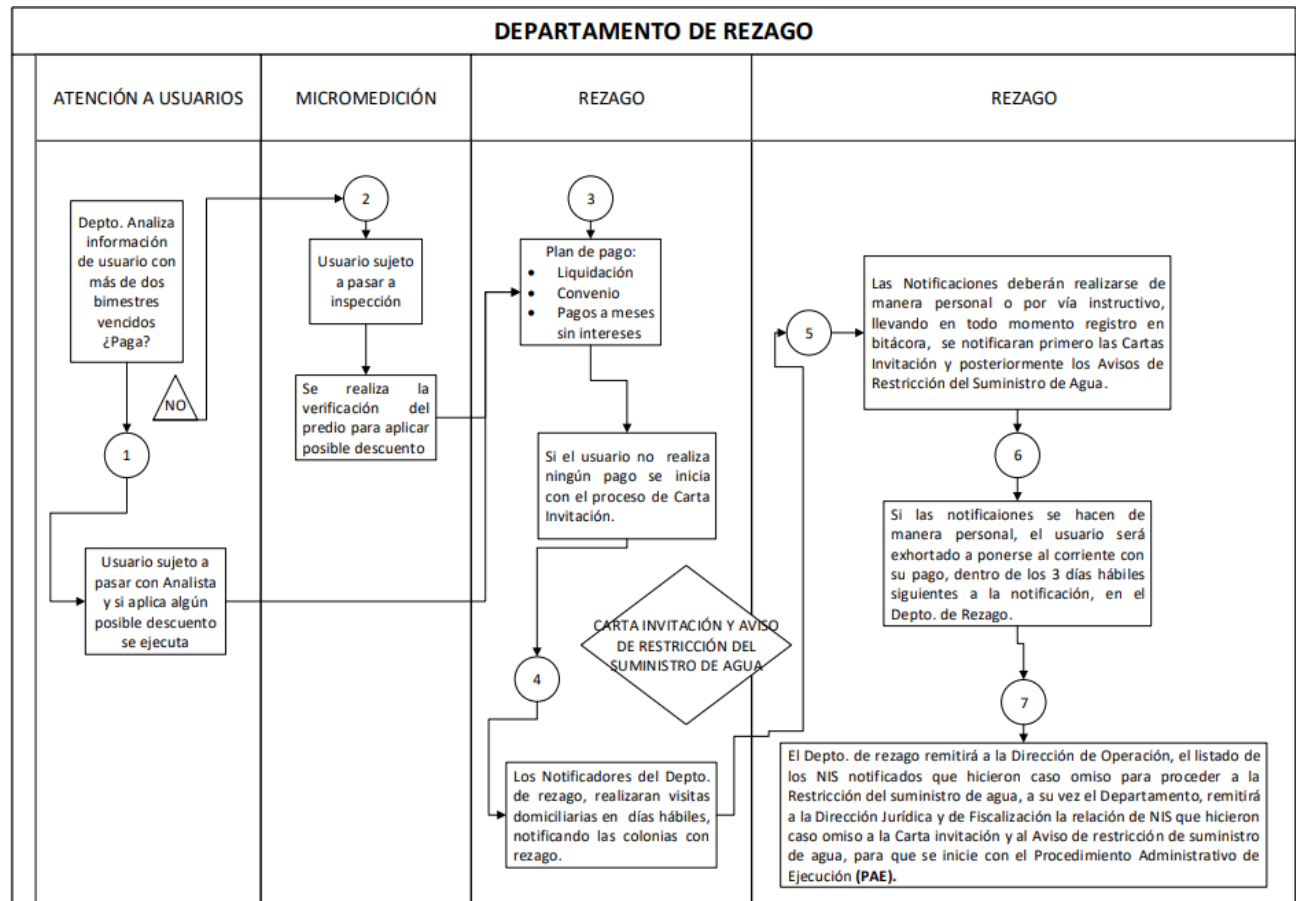 DEPARTAMENTO DE REZAGO
ATENCIÓN A USUARIOS
MICROMEDICIÓN
REZAGO
REZAGO
Depto. Analiza
información
de usuario con
más de dos
bimestres
vencidos
¿Paga?
NO
1
Usuario sujeto a
pasar con Analista
y si aplica algún
posible descuento
se ejecuta
2
Usuario sujeto
a pasar a
inspección
Se realiza la
verificación del
predio para aplicar
posible descuento
3
Plan de pago:
• Liquidación
• Convenio
• Pagos a meses
sin intereses
Si el usuario no realiza
ningún pago se inicia
con el proceso de Carta
Invitación.
CARTA INVITACIÓN Y AVISO
DE RESTRICCIÓN DEL
SUMINISTRO DE AGUA
4
Los Notificadores del Depto.
de rezago, realizaran visitas
domiciliarias en días hábiles,
notificando las colonias con
rezago.
5
Las Notificaciones deberán realizarse de
manera personal o por vía instructivo,
llevando en todo momento registro en
bitácora, se notificaran primero las Cartas
Invitación y posteriormente los Avisos de
Restricción del Suministro de Agua.
6
Si las notificaiones se hacen de
manera personal, el usuario será
exhortado a ponerse al corriente con
su pago, dentro de los 3 días hábiles
siguientes a la notificación, en el
Depto. de Rezago.
7
El Depto. de rezago remitirá a la Dirección de Operación, el listado de
los NIS notificados que hicieron caso omiso para proceder a la
Restricción del suministro de agua, a su vez el Departamento, remitirá
a la Dirección Jurídica y de Fiscalización la relación de NIS que hicieron
caso omiso a la Carta invitación y al Aviso de restricción de suministro
de agua, para que se inicie con el Procedimiento Administrativo de
Ejecución (PAE).